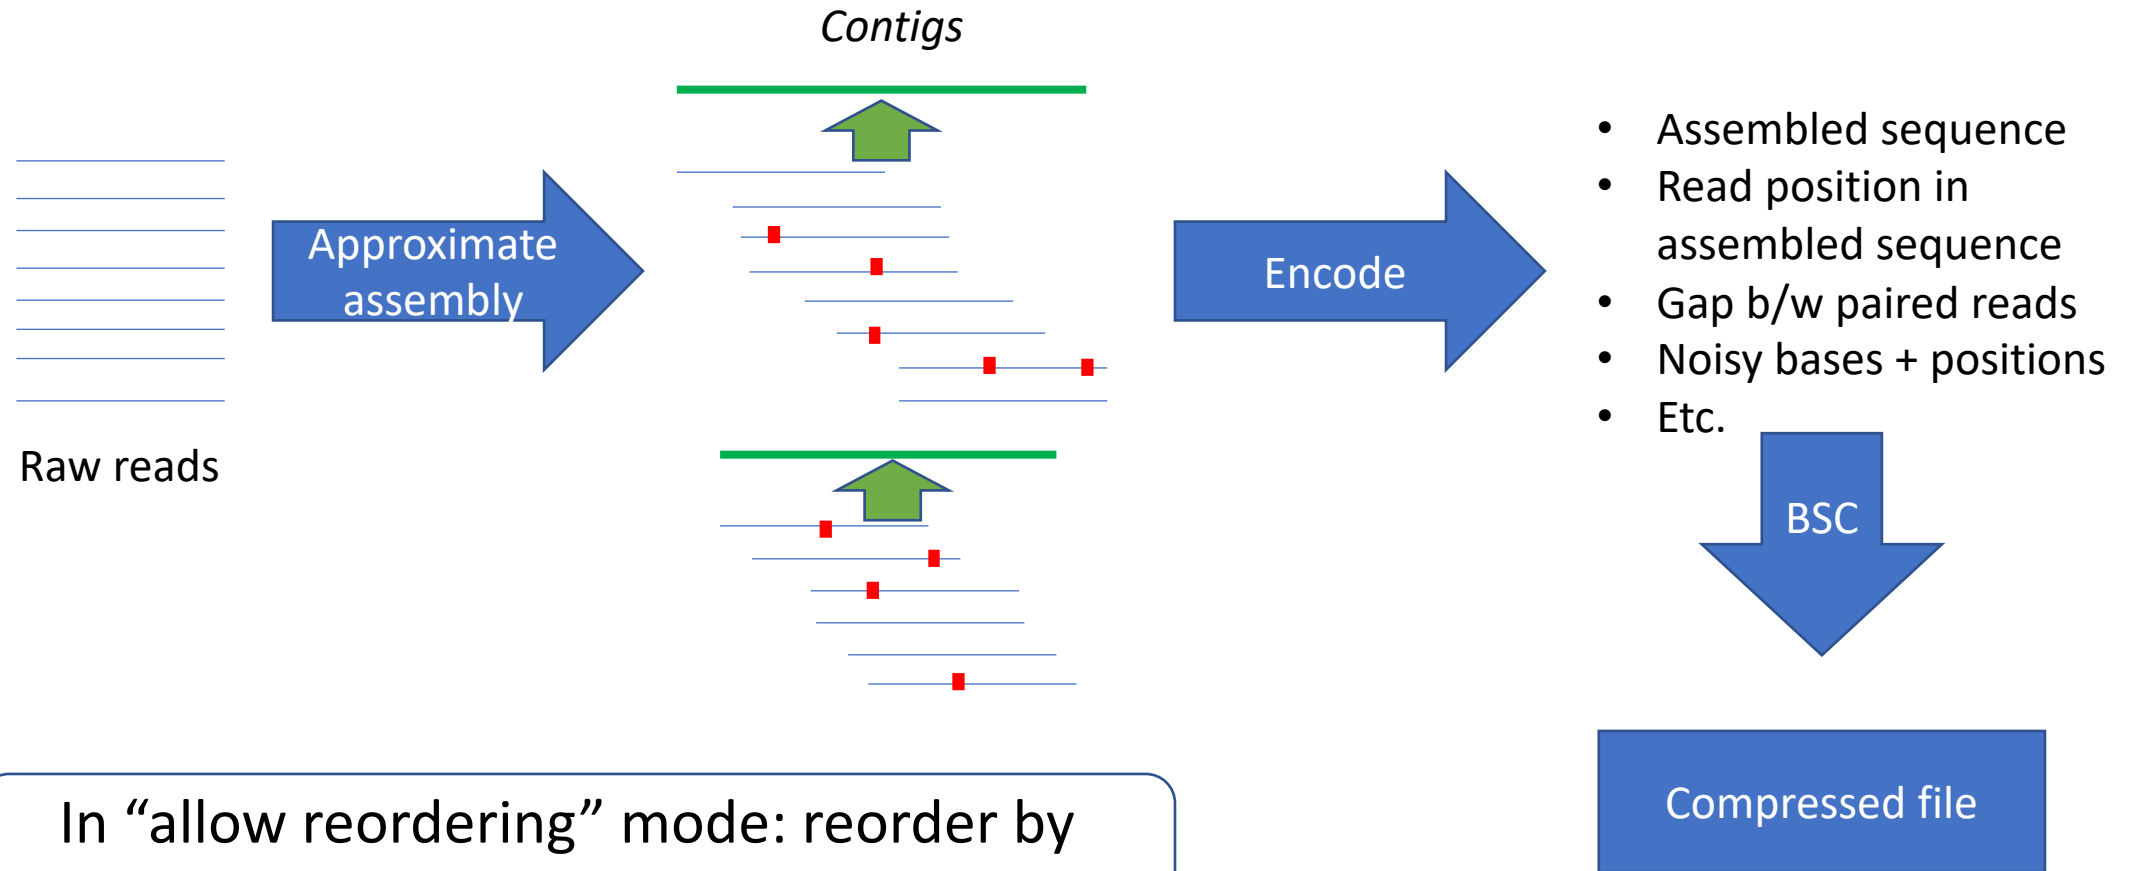 Contigs
Raw reads
Approximate
assembly
Encode
• Assembled sequence
• Read position in
assembled sequence
• Gap b/w paired reads
• Noisy bases + positions
• Etc.
BSC
Compressed file
In “allow reordering” mode: reorder by